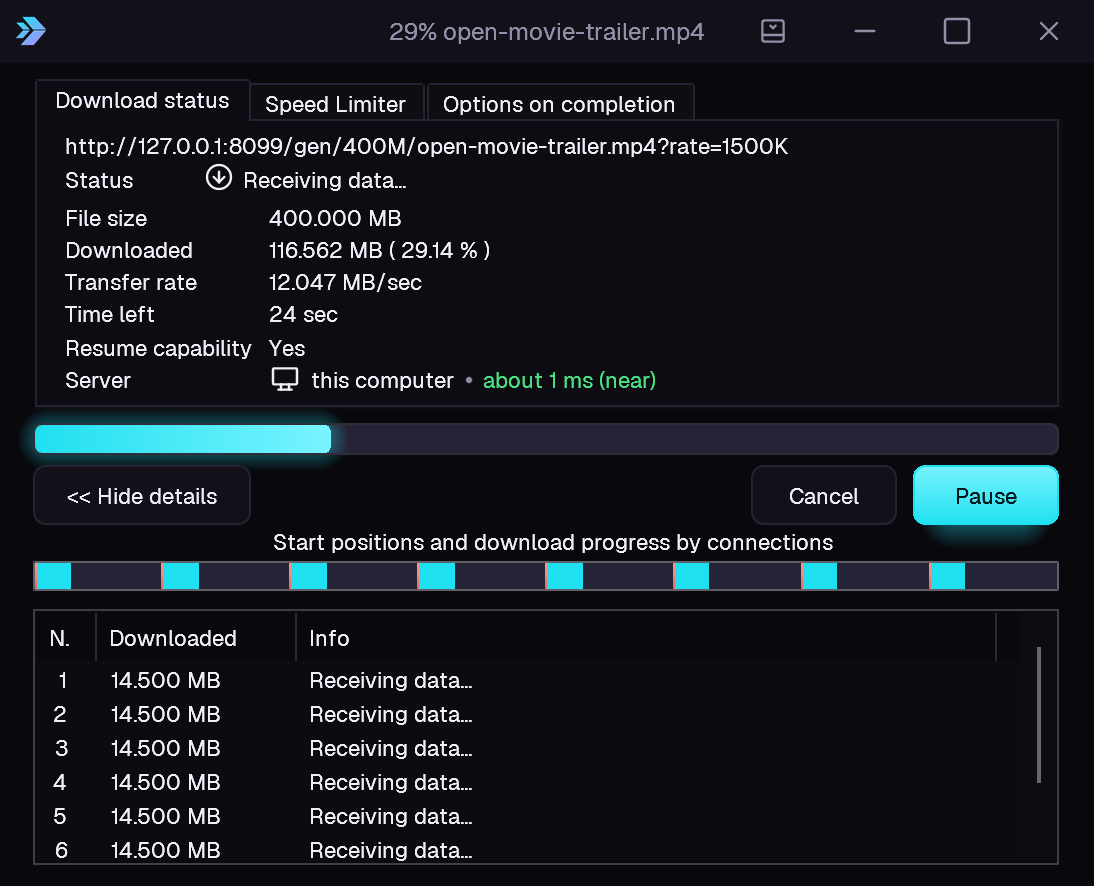 29% open-movie-trailer.mp4
Download status
Speed Limiter
Options on completion
http://127.0.0.1:8099/gen/400M/open-movie-trailer.mp4?rate=1500K
Status Receiving data...
File size 400.000 MB
Downloaded 116.562 MB ( 29.14 % )
Transfer rate 12.047 MB/sec
Time left 24 sec
Resume capability Yes
Server this computer • about 1 ms (near)
<< Hide details
Cancel
Pause
Start positions and download progress by connections
N. Downloaded Info
1 14.500 MB Receiving data...
2 14.500 MB Receiving data...
3 14.500 MB Receiving data...
4 14.500 MB Receiving data...
5 14.500 MB Receiving data...
6 14.500 MB Receiving data...